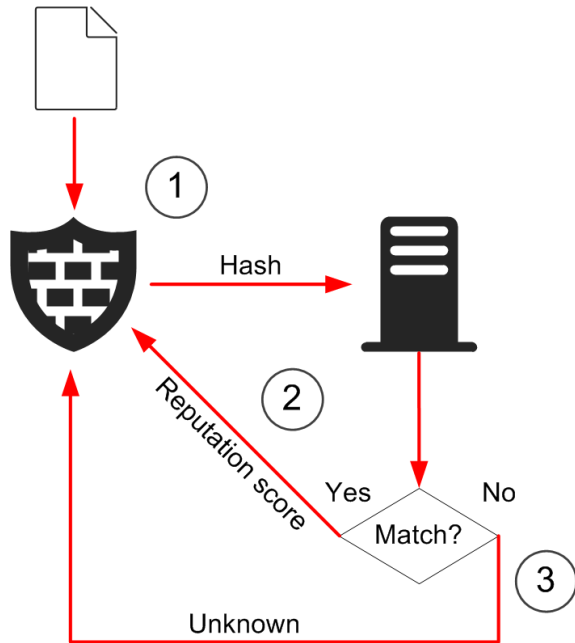 1
Hash
2
Reputation score
Yes
No
Match?
3
Unknown